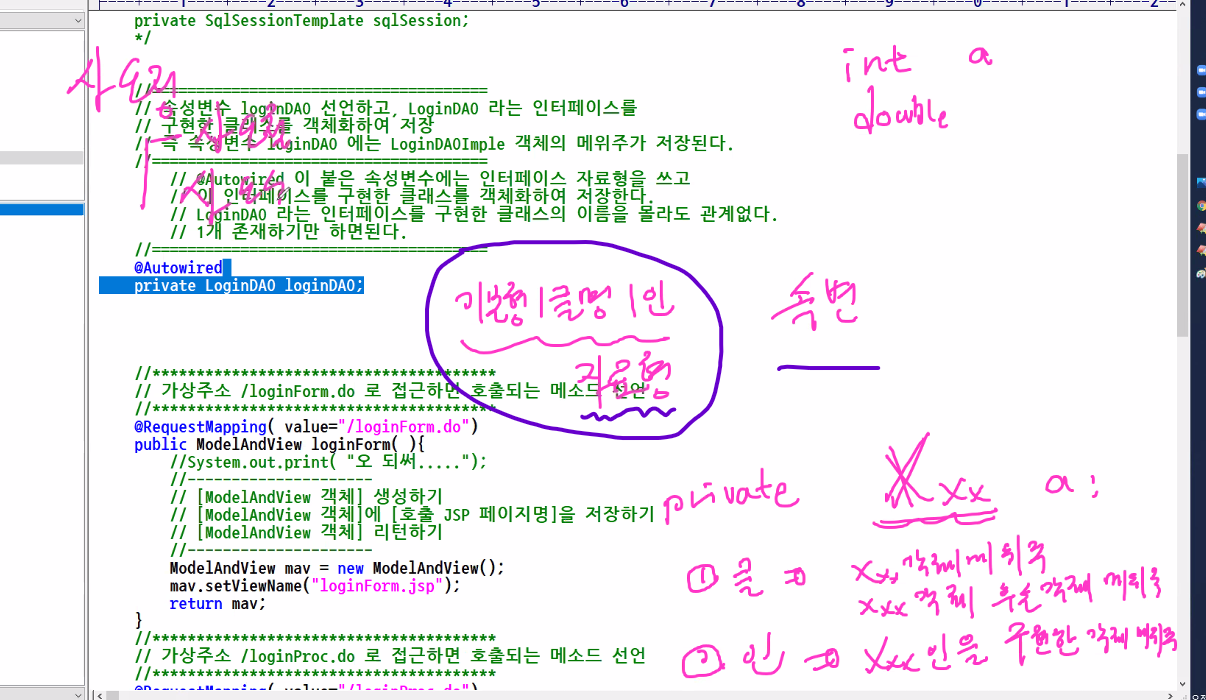 private SqlSessionTemplate sqlSession;
*/
//======================================
// 속성변수 loginDAO 선언하고, LoginDAO 라는 인터페이스를
// 구현한 클래스를 객체화하여 저장
// 즉 속성변수 loginDAO 에는 LoginDAOImple 객체의 메위주가 저장된다.
//======================================
// @Autowired 이 붙은 속성변수에는 인터페이스 자료형을 쓰고
// 이 인터페이스를 구현한 클래스를 객체화하여 저장한다.
// LoginDAO 라는 인터페이스를 구현한 클래스의 이름을 몰라도 관계없다.
// 1개 존재하기만 하면된다.
//======================================
@Autowired
private LoginDAO loginDAO;
int a
double
기본형|클명|인
자료형
속변
//***************************************
// 가상주소 /loginForm.do 로 접근하면 호출되는 메소드 선언
//***************************************
@RequestMapping( value="/loginForm.do")
public ModelAndView loginForm( ){
//System.out.print( "오 되써.....");
//---------------------
// [ModelAndView 객체] 생성하기
// [ModelAndView 객체]에 [호출 JSP 페이지명]을 저장하기
// [ModelAndView 객체] 리턴하기
//---------------------
ModelAndView mav = new ModelAndView();
mav.setViewName("loginForm.jsp");
return mav;
}
private Xxx a;
① 클 ⇒ xxx객체메위주
xxx객체 후손객체 메위주
② 인 ⇒ Xxx인을 구현한 객체메위주
//***************************************
// 가상주소 /loginProc.do 로 접근하면 호출되는 메소드 선언
//***************************************
@RequestMapping( value="/loginProc.do")